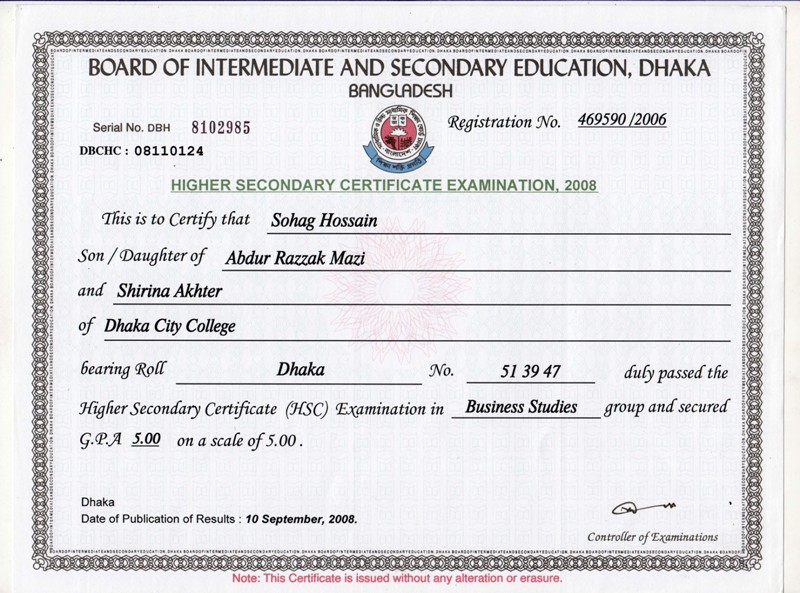 BOARD OF INTERMEDIATE AND SECONDARY EDUCATION, DHAKA
BANGLADESH
Serial No. DBH 8102985
Registration No. 469590 /2006
DBCHC : 08110124
HIGHER SECONDARY CERTIFICATE EXAMINATION, 2008
This is to Certify that Sohag Hossain
Son / Daughter of Abdur Razzak Mazi
and Shirina Akhter
of Dhaka City College
bearing Roll Dhaka No. 51 39 47 duly passed the
Higher Secondary Certificate (HSC) Examination in Business Studies group and secured
G.P.A 5.00 on a scale of 5.00 .
Dhaka
Date of Publication of Results : 10 September, 2008.
Controller of Examinations
Note: This Certificate is issued without any alteration or erasure.